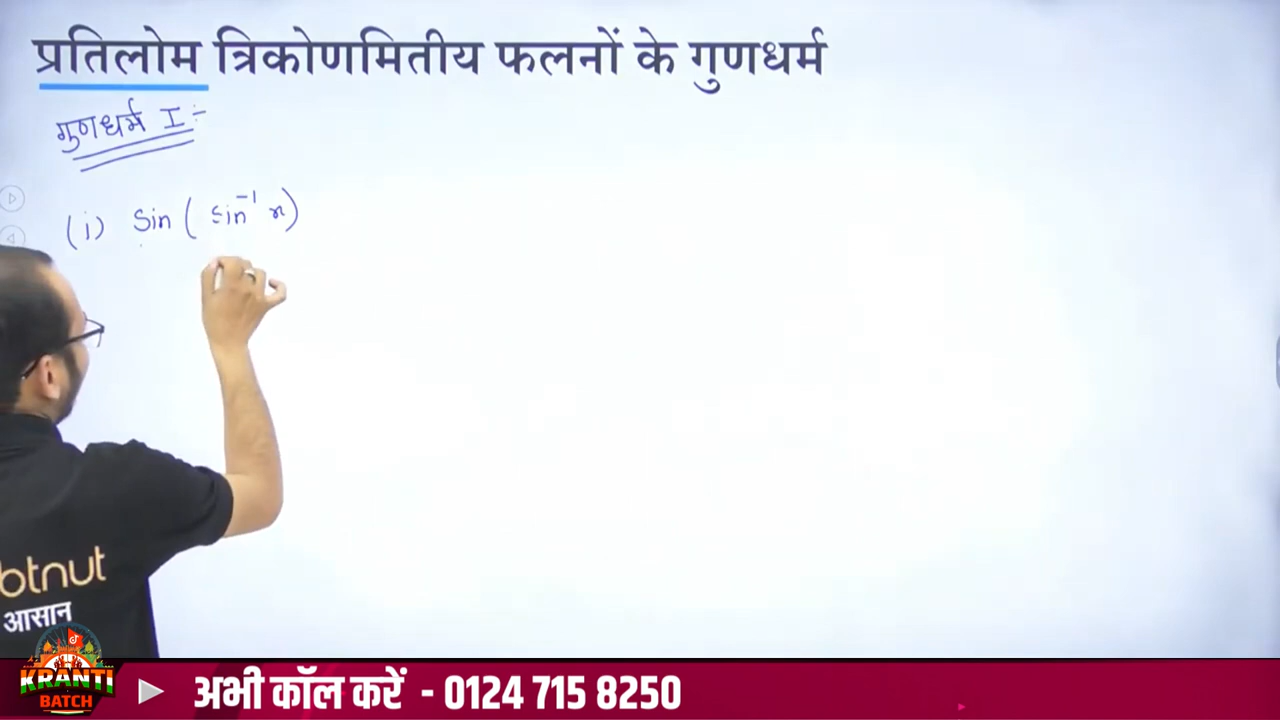 प्रतिलोम त्रिकोणमितीय फलनों के गुणधर्म
गुणधर्म I :-
(i) Sin ( sin⁻¹ x)
btnut
आसान
KRANTI
BATCH
अभी कॉल करें - 0124 715 8250